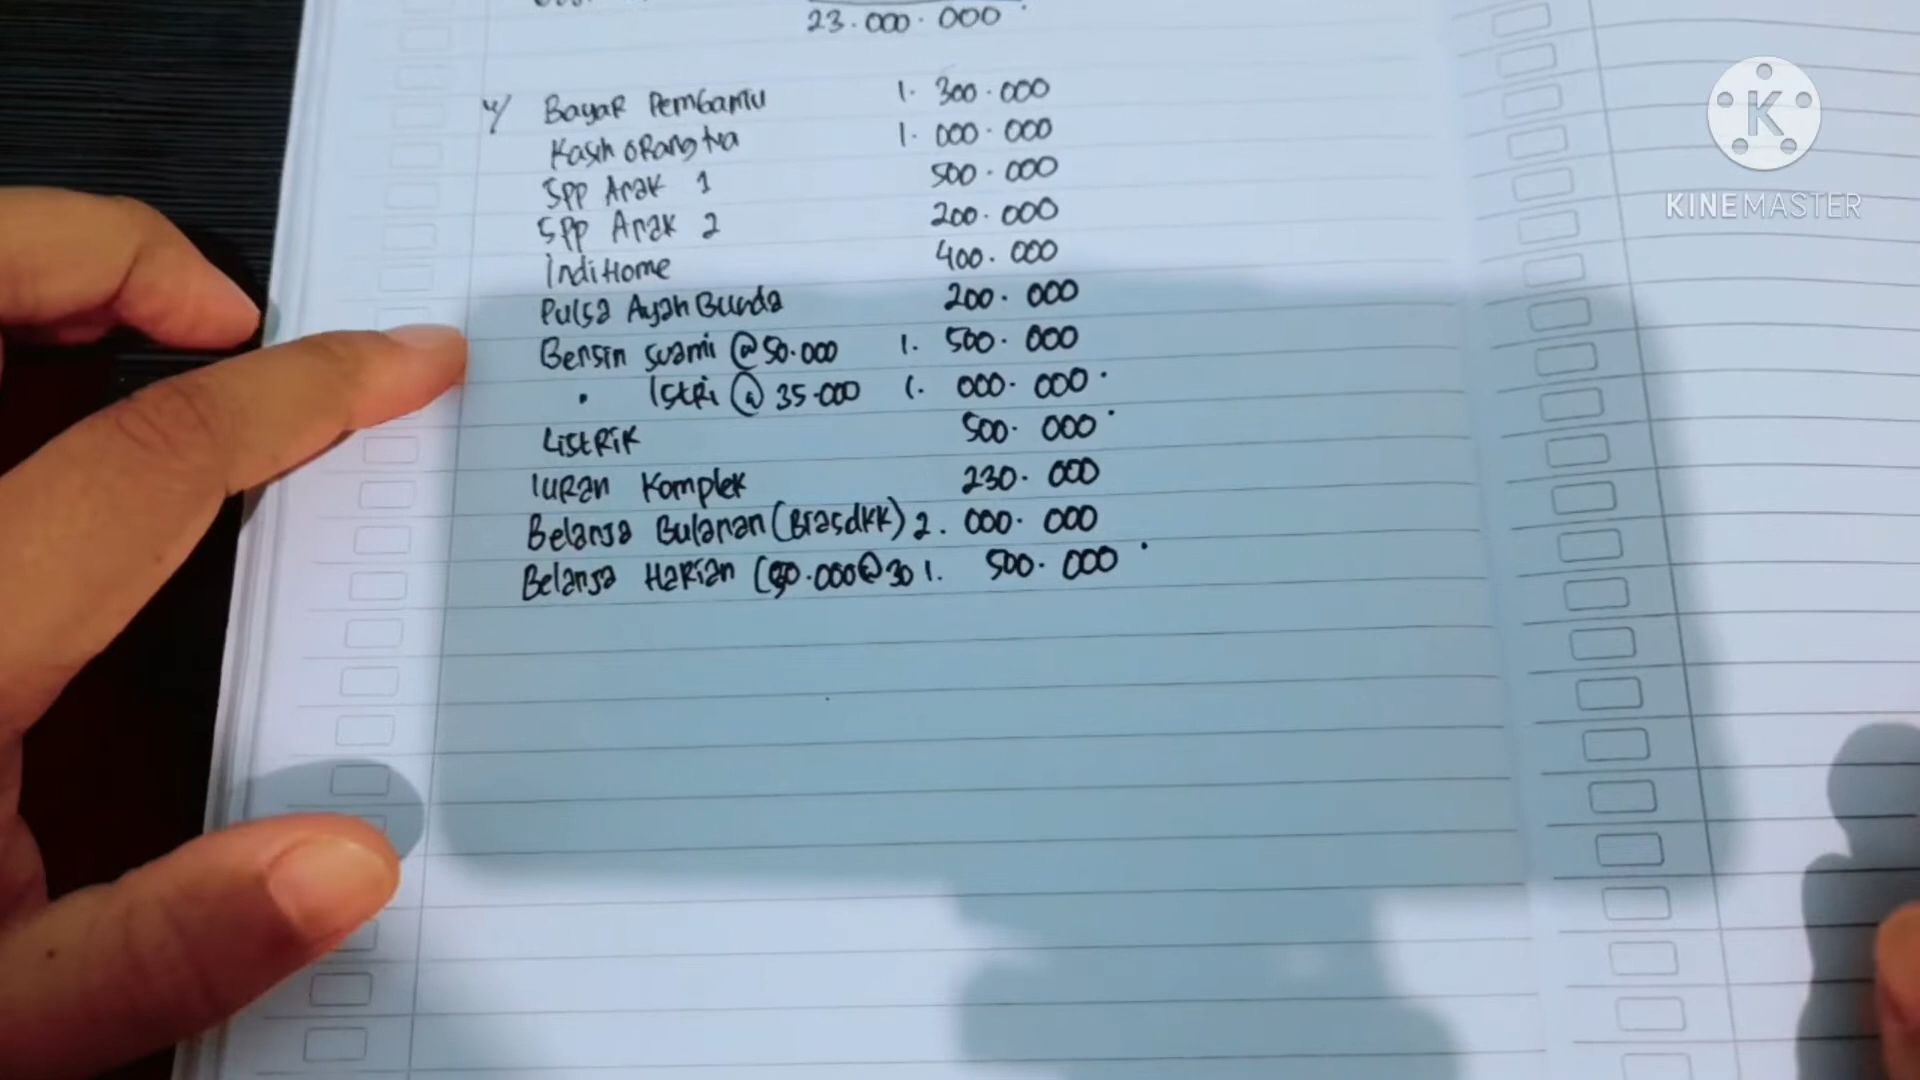 23.000.000
4/ Bayar Pembantu 1.300.000
Kasih orang tua 1.000.000
SPP Anak 1 500.000
SPP Anak 2 200.000
IndiHome 400.000
Pulsa Ayah Bunda 200.000
Bensin Suami @50.000 1.500.000
. Istri @ 35.000 1.000.000.
Listrik 500.000.
Iuran Komplek 230.000
Belanja Bulanan (Bras dkk) 2.000.000
Belanja Harian (50.000@30 1.500.000.
K
KINEMASTER